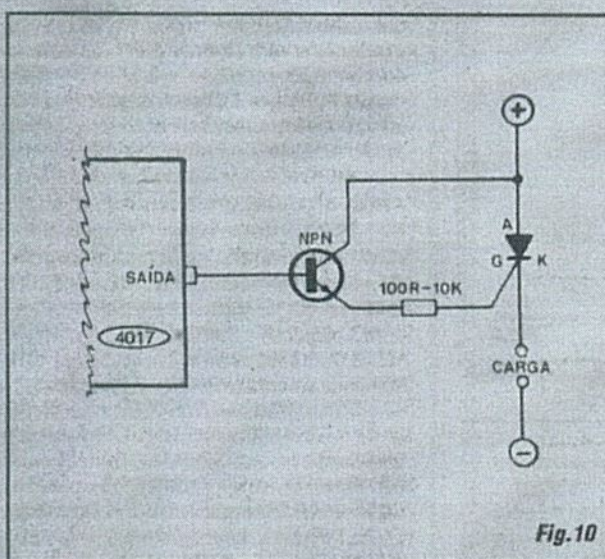 +
A
NPN
G K
SAÍDA
100R-10K
4017
CARGA
−
Fig.10